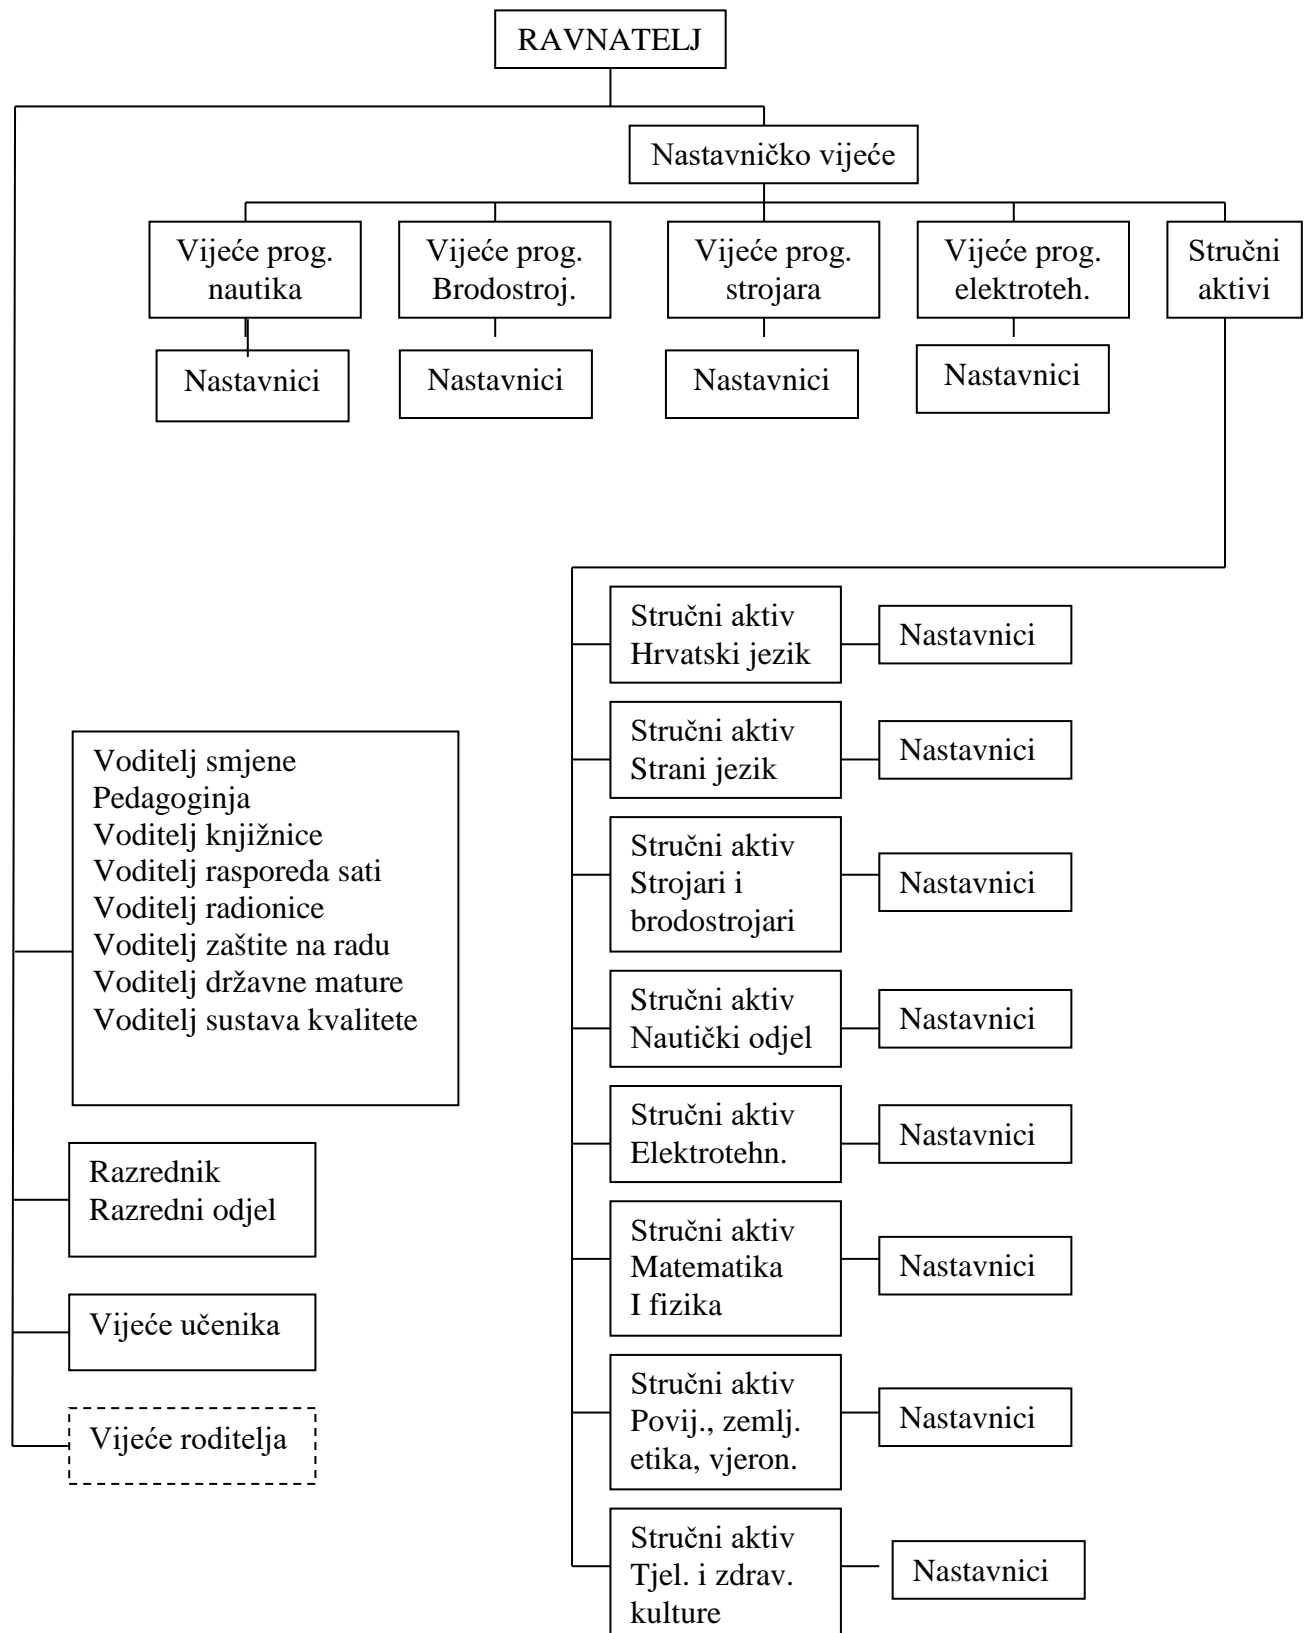 RAVNATELJ
Nastavničko vijeće
Vijeće prog.
nautika
Vijeće prog.
Brodostroj.
Vijeće prog.
strojara
Vijeće prog.
elektroteh.
Stručni
aktivi
Nastavnici
Nastavnici
Nastavnici
Nastavnici
Stručni aktiv
Hrvatski jezik
Nastavnici
Stručni aktiv
Strani jezik
Nastavnici
Stručni aktiv
Strojari i
brodostrojari
Nastavnici
Stručni aktiv
Nautički odjel
Nastavnici
Stručni aktiv
Elektrotehn.
Nastavnici
Stručni aktiv
Matematika
I fizika
Nastavnici
Stručni aktiv
Povij., zemlj.
etika, vjeron.
Nastavnici
Stručni aktiv
Tjel. i zdrav.
kulture
Nastavnici
Voditelj smjene
Pedagoginja
Voditelj knjižnice
Voditelj rasporeda sati
Voditelj radionice
Voditelj zaštite na radu
Voditelj državne mature
Voditelj sustava kvalitete
Razrednik
Razredni odjel
Vijeće učenika
Vijeće roditelja